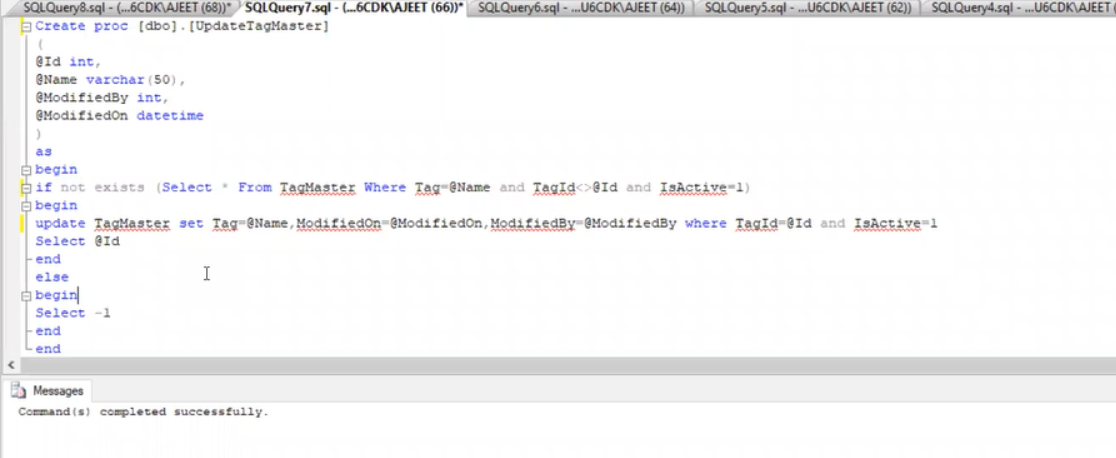 SQLQuery8.sql - (...6CDK\AJEET (68))* SQLQuery7.sql - (...6CDK\AJEET (66))* SQLQuery6.sql - ...U6CDK\AJEET (64)) SQLQuery5.sql - ...U6CDK\AJEET (62)) SQLQuery4.sql - ...U6CDK\AJEET (
Create proc [dbo].[UpdateTagMaster]
(
@Id int,
@Name varchar(50),
@ModifiedBy int,
@ModifiedOn datetime
)
as
begin
if not exists (Select * From TagMaster Where Tag=@Name and TagId<>@Id and IsActive=1)
begin
update TagMaster set Tag=@Name,ModifiedOn=@ModifiedOn,ModifiedBy=@ModifiedBy where TagId=@Id and IsActive=1
Select @Id
end
else
begin
Select -1
end
end
Messages
Command(s) completed successfully.